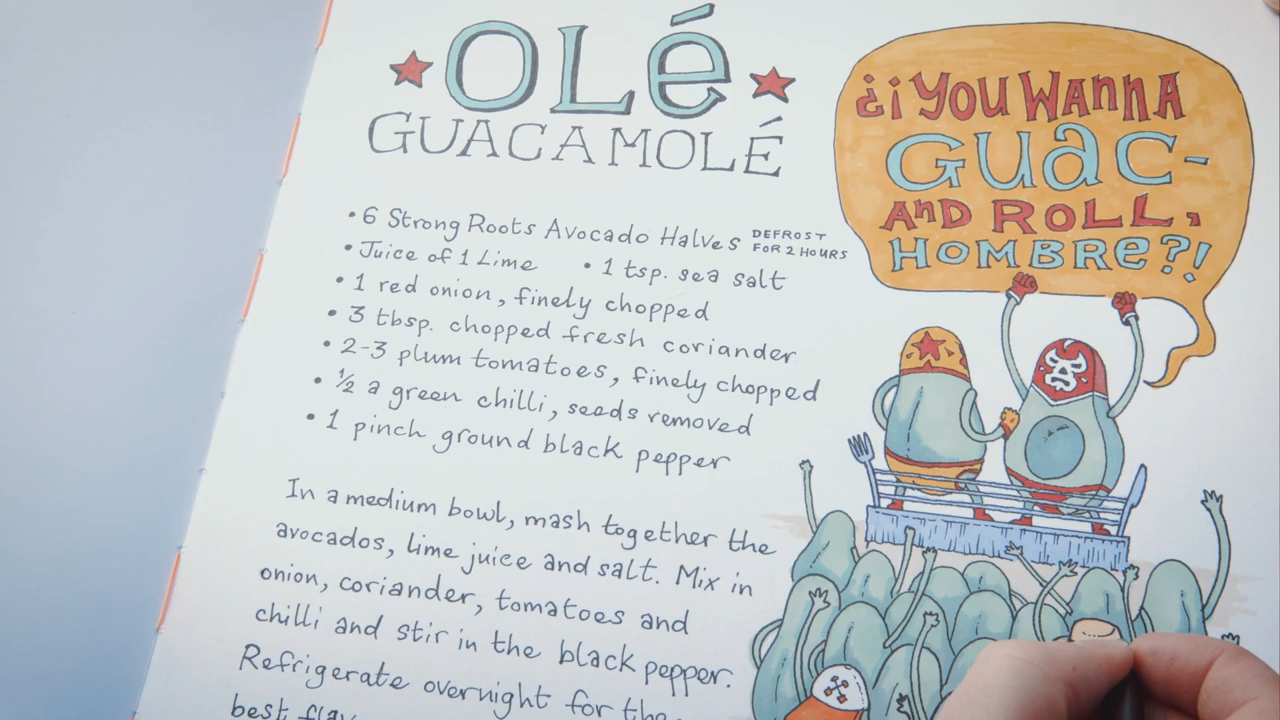 OLé
GUACAMOLÉ
• 6 Strong Roots Avocado Halves DEFROST FOR 2 HOURS
• Juice of 1 Lime • 1 tsp. sea salt
• 1 red onion, finely chopped
• 3 tbsp. chopped fresh coriander
• 2-3 plum tomatoes, finely chopped
• ½ a green chilli, seeds removed
• 1 pinch ground black pepper
In a medium bowl, mash together the
avocados, lime juice and salt. Mix in
onion, coriander, tomatoes and
chilli and stir in the black pepper.
Refrigerate overnight for the
best
¿¡YOU WANNA
GUAC-
AND ROLL,
HOMBRE?!